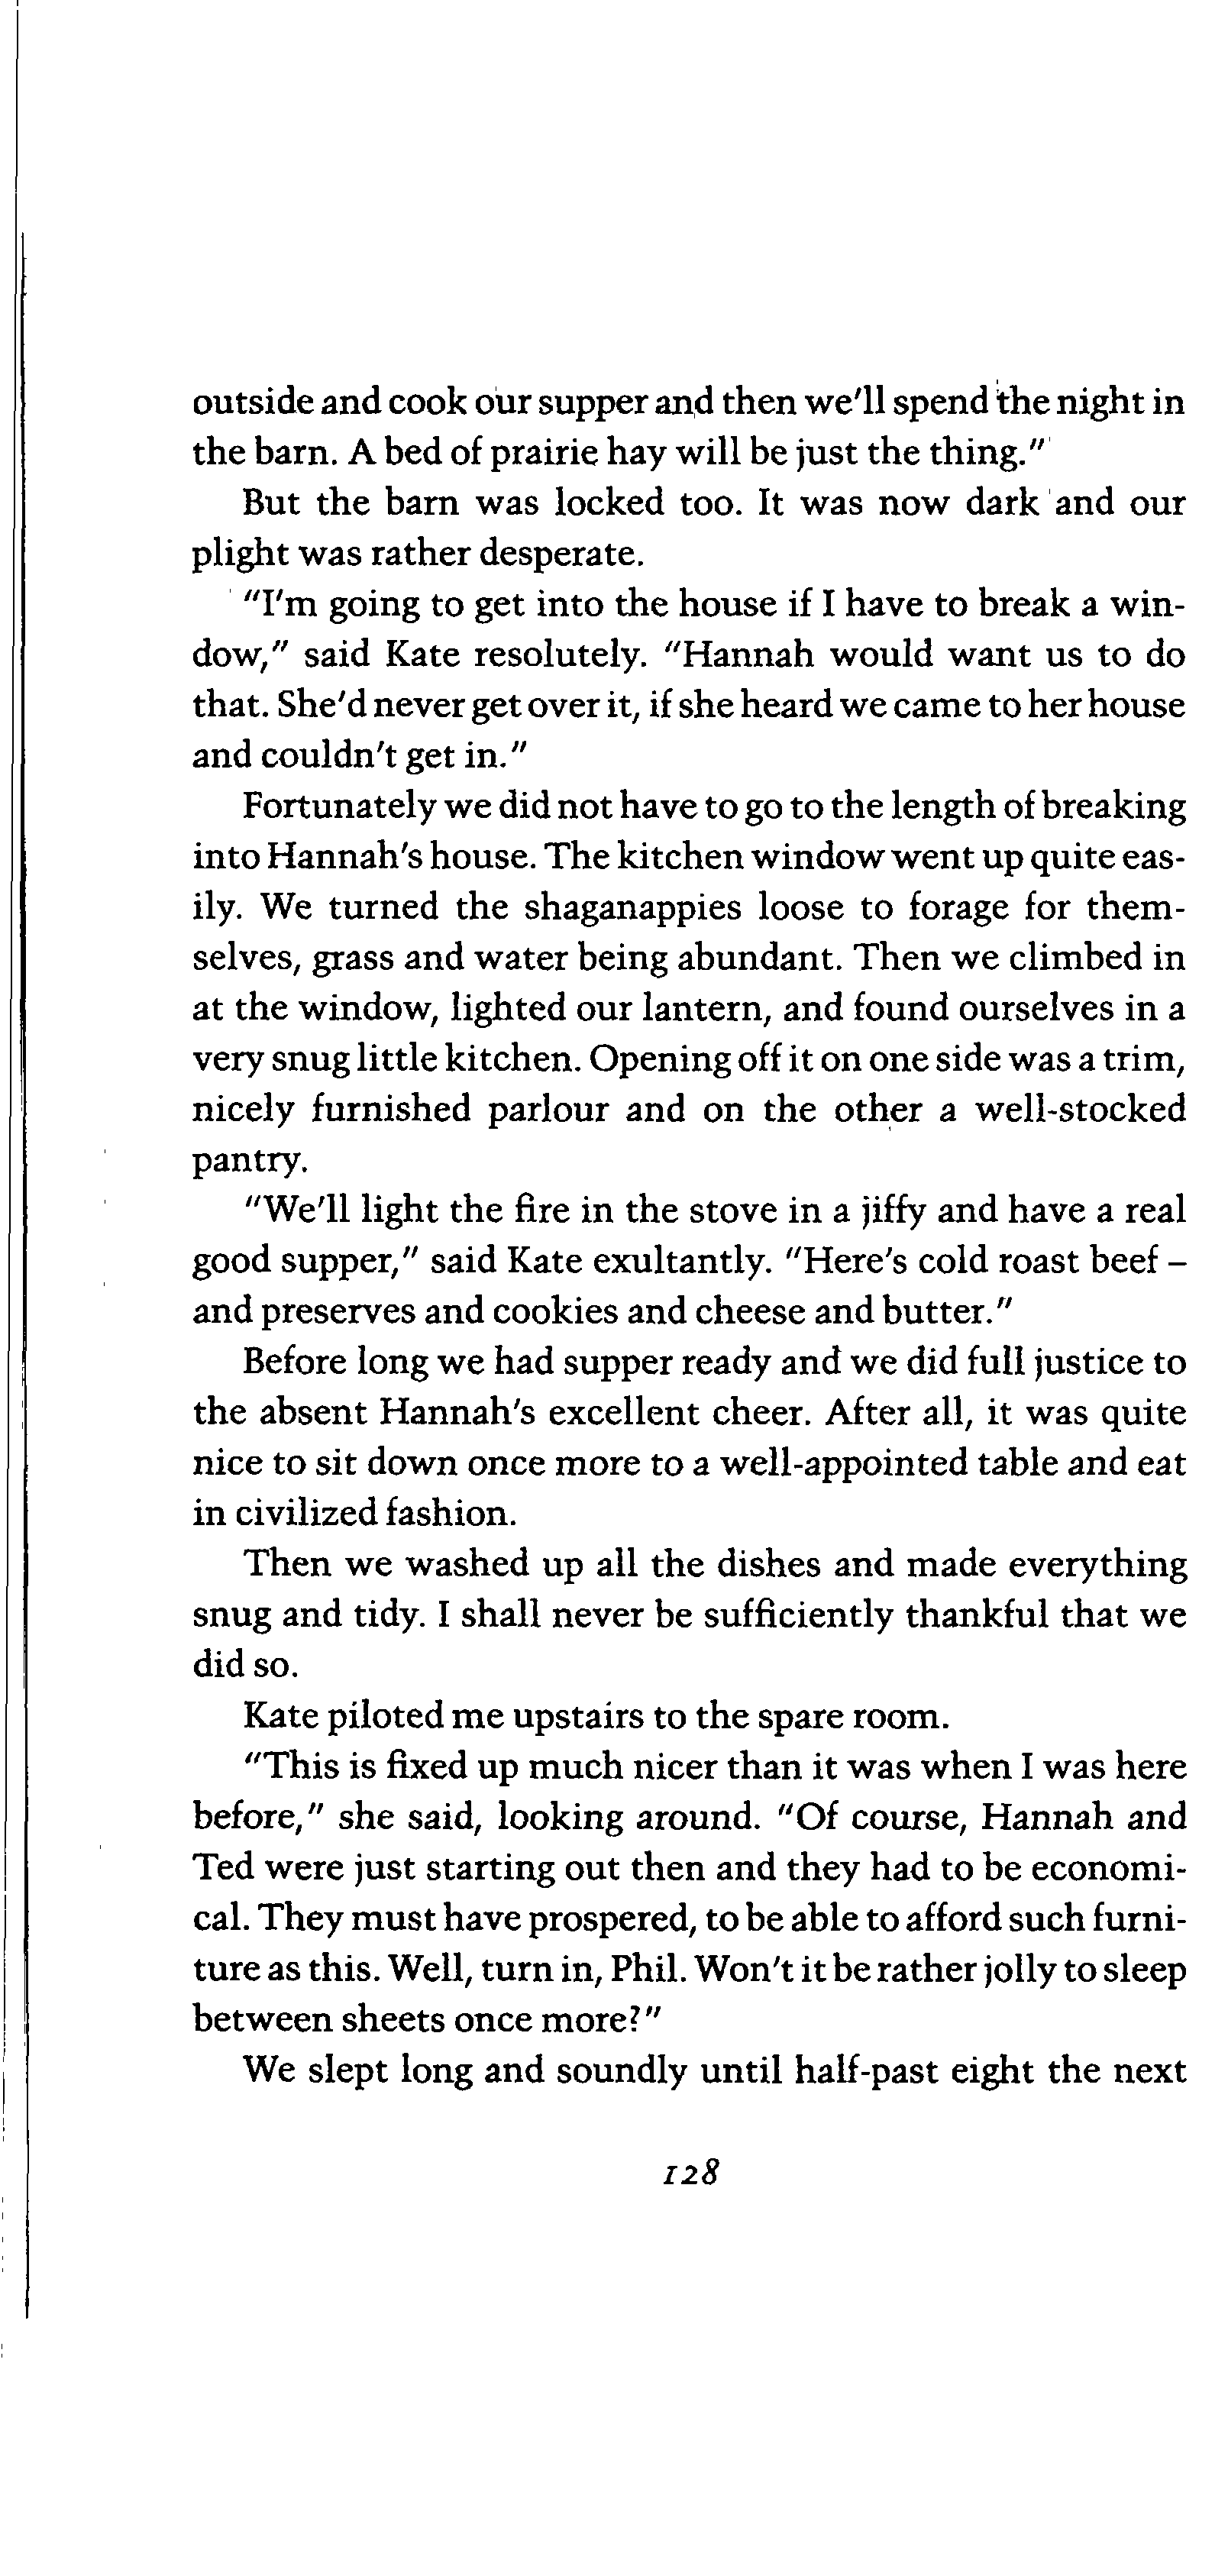 outside and cook our supper and then we'll spend the night in
the barn. A bed of prairie hay will be just the thing."
But the barn was locked too. It was now dark and our
plight was rather desperate.
"I'm going to get into the house if I have to break a win-
dow," said Kate resolutely. "Hannah would want us to do
that. She'd never get over it, if she heard we came to her house
and couldn't get in."
Fortunately we did not have to go to the length of breaking
into Hannah's house. The kitchen window went up quite eas-
ily. We turned the shaganappies loose to forage for them-
selves, grass and water being abundant. Then we climbed in
at the window, lighted our lantern, and found ourselves in a
very snug little kitchen. Opening off it on one side was a trim,
nicely furnished parlour and on the other a well-stocked
pantry.
"We'll light the fire in the stove in a jiffy and have a real
good supper," said Kate exultantly. "Here's cold roast beef –
and preserves and cookies and cheese and butter."
Before long we had supper ready and we did full justice to
the absent Hannah's excellent cheer. After all, it was quite
nice to sit down once more to a well-appointed table and eat
in civilized fashion.
Then we washed up all the dishes and made everything
snug and tidy. I shall never be sufficiently thankful that we
did so.
Kate piloted me upstairs to the spare room.
"This is fixed up much nicer than it was when I was here
before," she said, looking around. "Of course, Hannah and
Ted were just starting out then and they had to be economi-
cal. They must have prospered, to be able to afford such furni-
ture as this. Well, turn in, Phil. Won't it be rather jolly to sleep
between sheets once more?"
We slept long and soundly until half-past eight the next
128